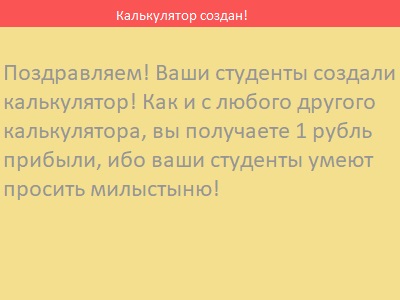 Калькулятор создан!
Поздравляем! Ваши студенты создали
калькулятор! Как и с любого другого
калькулятора, вы получаете 1 рубль
прибыли, ибо ваши студенты умеют
просить милыстыню!